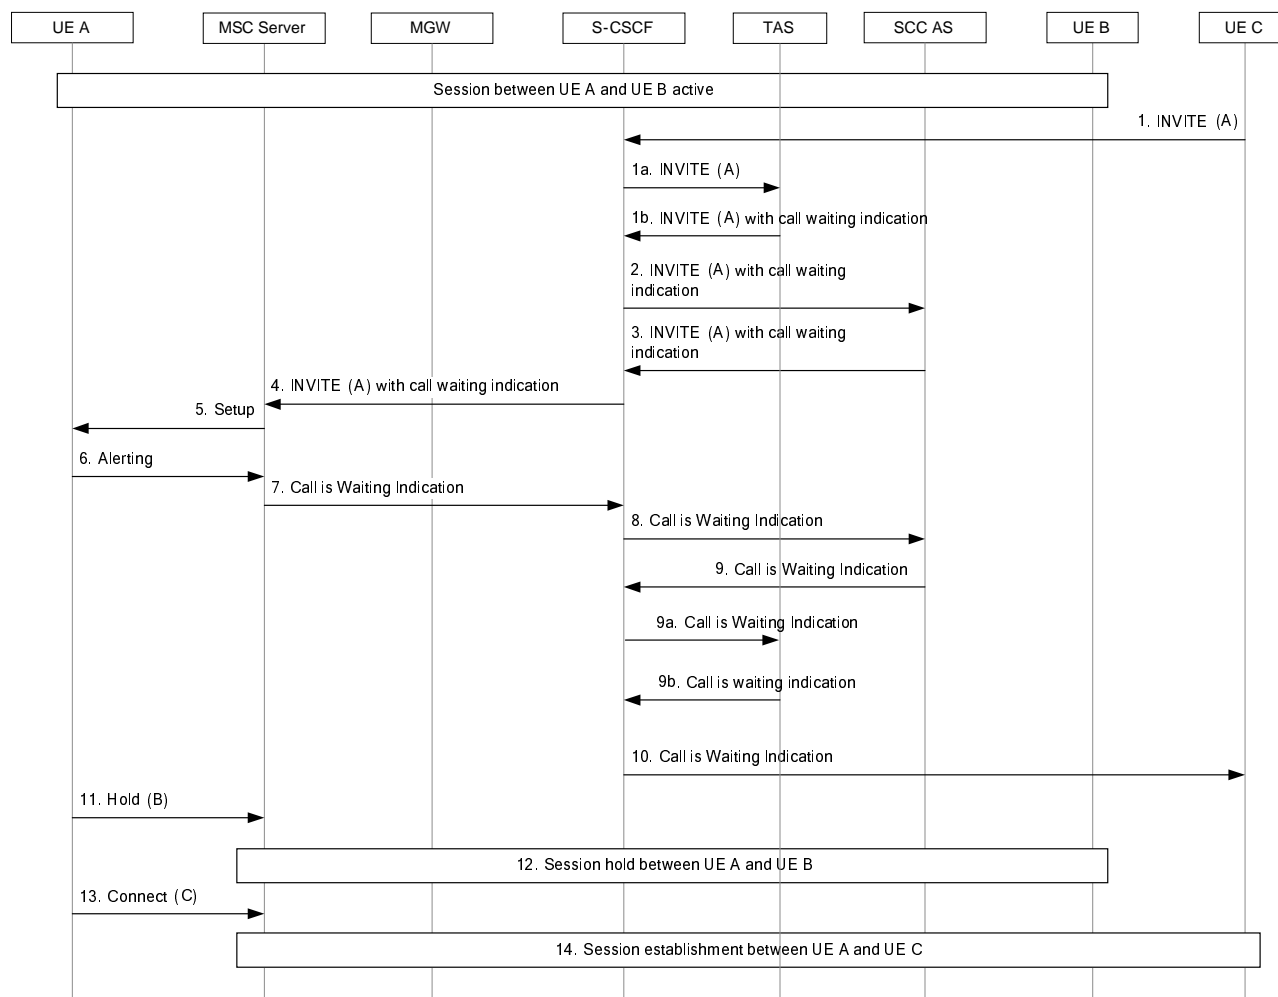 UE A
MSC Server
MGW
S-CSCF
TAS
SCC AS
UE B
UE C
Session between UE A and UE B active
1. INVITE (A)
1a. INVITE (A)
1b. INVITE (A) with call waiting indication
2. INVITE (A) with call waiting
indication
3. INVITE (A) with call waiting
indication
4. INVITE (A) with call waiting indication
5. Setup
6. Alerting
7. Call is Waiting Indication
8. Call is Waiting Indication
9. Call is Waiting Indication
9a. Call is Waiting Indication
9b. Call is waiting indication
10. Call is Waiting Indication
11. Hold (B)
12. Session hold between UE A and UE B
13. Connect (C)
14. Session establishment between UE A and UE C